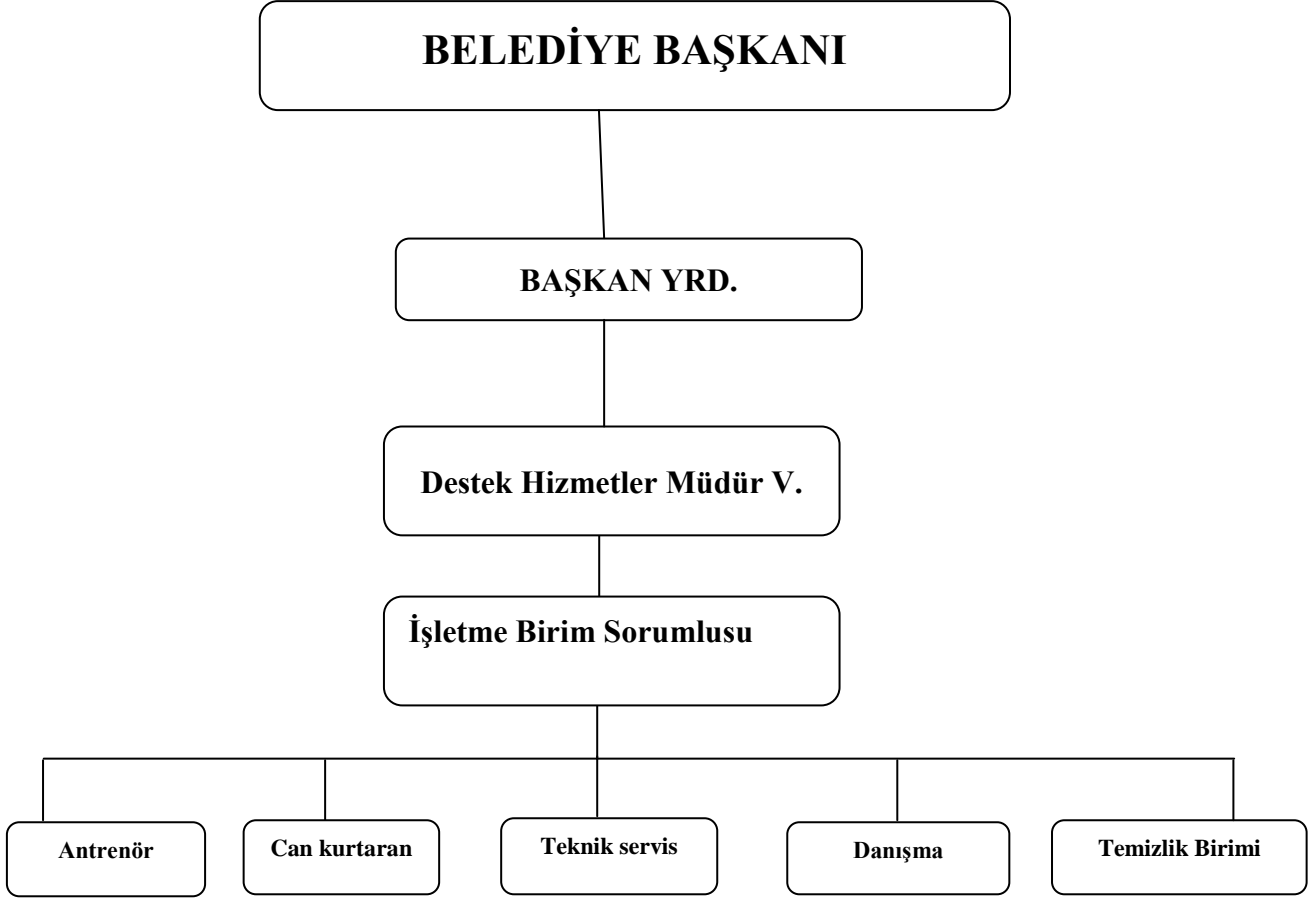 BELEDİYE BAŞKANI
BAŞKAN YRD.
Destek Hizmetler Müdür V.
İşletme Birim Sorumlusu
Antrenör
Can kurtaran
Teknik servis
Danışma
Temizlik Birimi